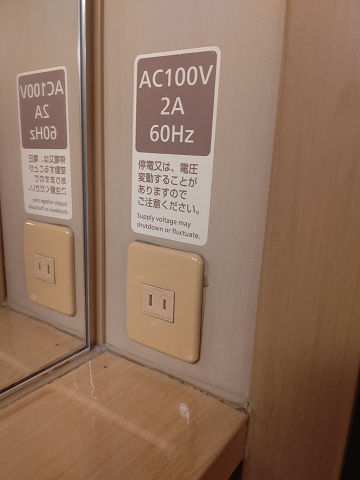 AC100V
2A
60Hz
停電又は、電圧
変動することが
ありますので
ご注意ください。
Supply voltage may
shutdown or fluctuate.